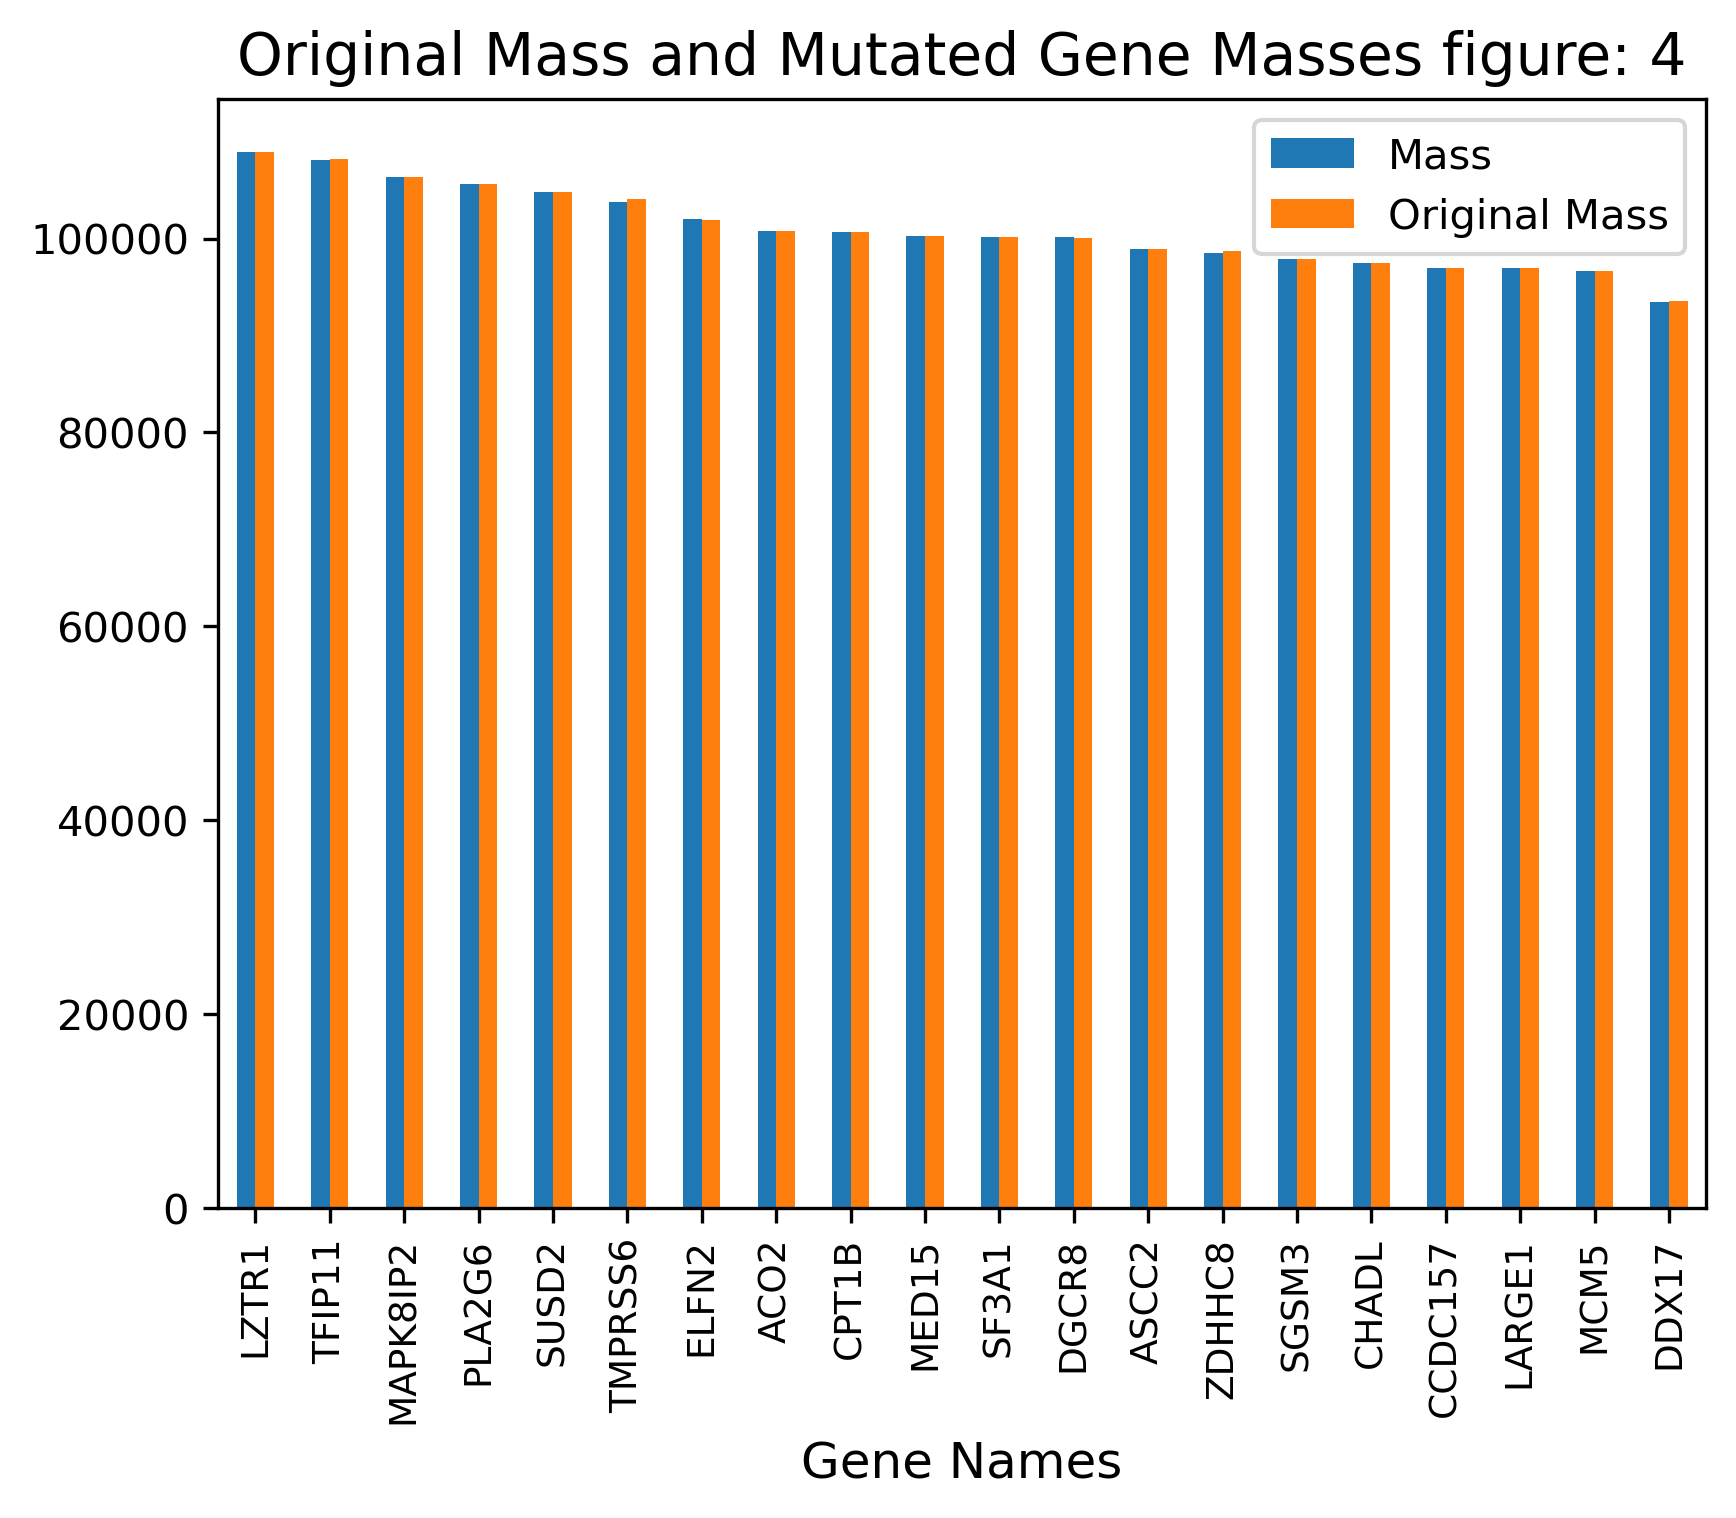 Original Mass and Mutated Gene Masses figure: 4
Mass
Original Mass
100000
80000
60000
40000
20000
0
LZTR1
TFIP11
MAPK8IP2
PLA2G6
SUSD2
TMPRSS6
ELFN2
ACO2
CPT1B
MED15
SF3A1
DGCR8
ASCC2
ZDHHC8
SGSM3
CHADL
CCDC157
LARGE1
MCM5
DDX17
Gene Names